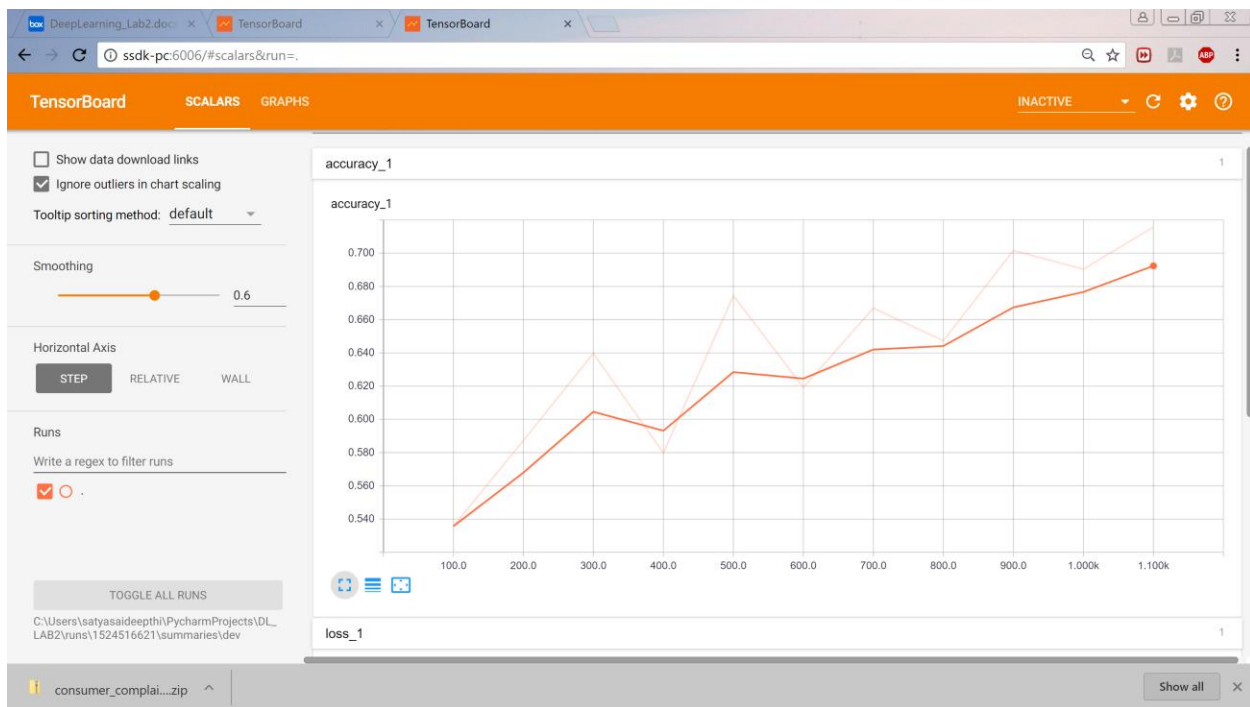 box DeepLearning_Lab2.doc
TensorBoard
TensorBoard
ssdk-pc:6006/#scalars&run=.
ABP
TensorBoard
SCALARS
GRAPHS
INACTIVE
Show data download links
Ignore outliers in chart scaling
Tooltip sorting method: default
Smoothing
0.6
Horizontal Axis
STEP RELATIVE WALL
Runs
Write a regex to filter runs
.
TOGGLE ALL RUNS
C:\Users\satyasaideepthi\PycharmProjects\DL_
LAB2\runs\1524516621\summaries\dev
accuracy_1 1
accuracy_1
0.700
0.680
0.660
0.640
0.620
0.600
0.580
0.560
0.540
100.0 200.0 300.0 400.0 500.0 600.0 700.0 800.0 900.0 1.000k 1.100k
loss_1 1
consumer_complai....zip
Show all